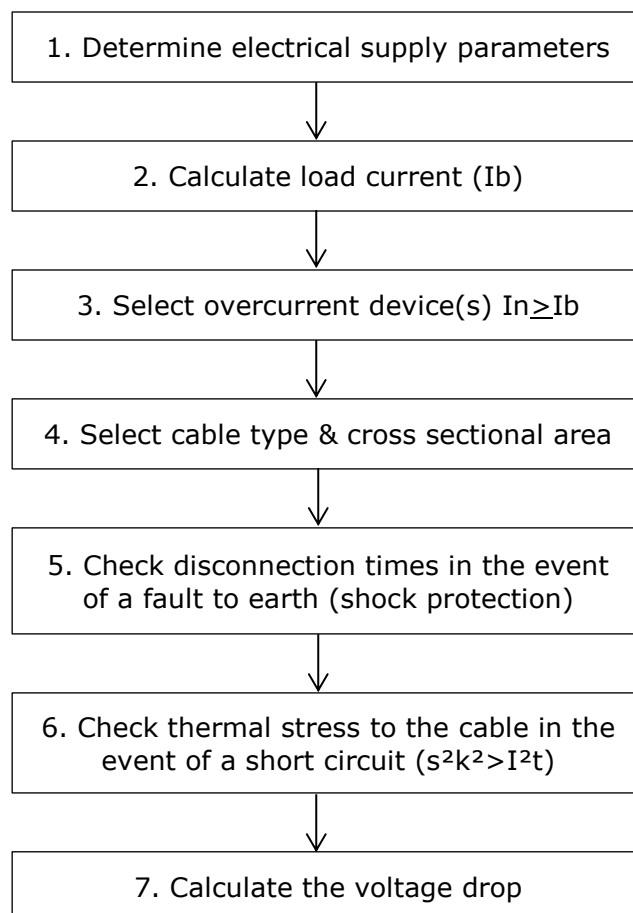 1. Determine electrical supply parameters
2. Calculate load current (Ib)
3. Select overcurrent device(s) In≥Ib
4. Select cable type & cross sectional area
5. Check disconnection times in the event
of a fault to earth (shock protection)
6. Check thermal stress to the cable in the
event of a short circuit (s²k²>I²t)
7. Calculate the voltage drop